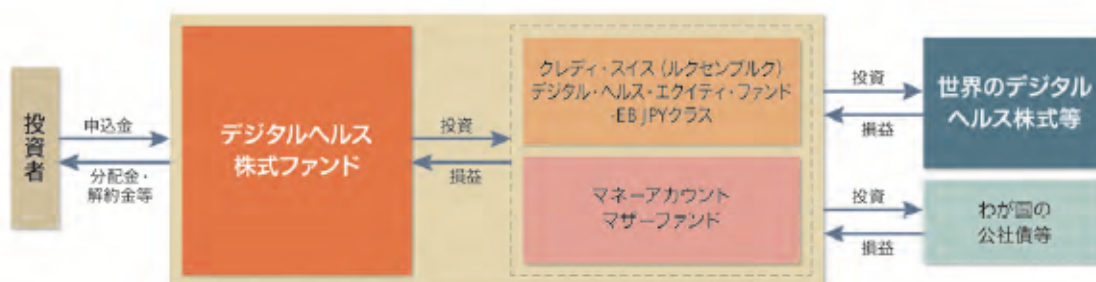 投資者
申込金
分配金・
解約金等
デジタルヘルス
株式ファンド
投資
損益
クレディ・スイス(ルクセンブルク)
デジタル・ヘルス・エクイティ・ファンド
-EB JPYクラス
マネーアカウント
マザーファンド
投資
損益
世界のデジタル
ヘルス株式等
投資
損益
わが国の
公社債等